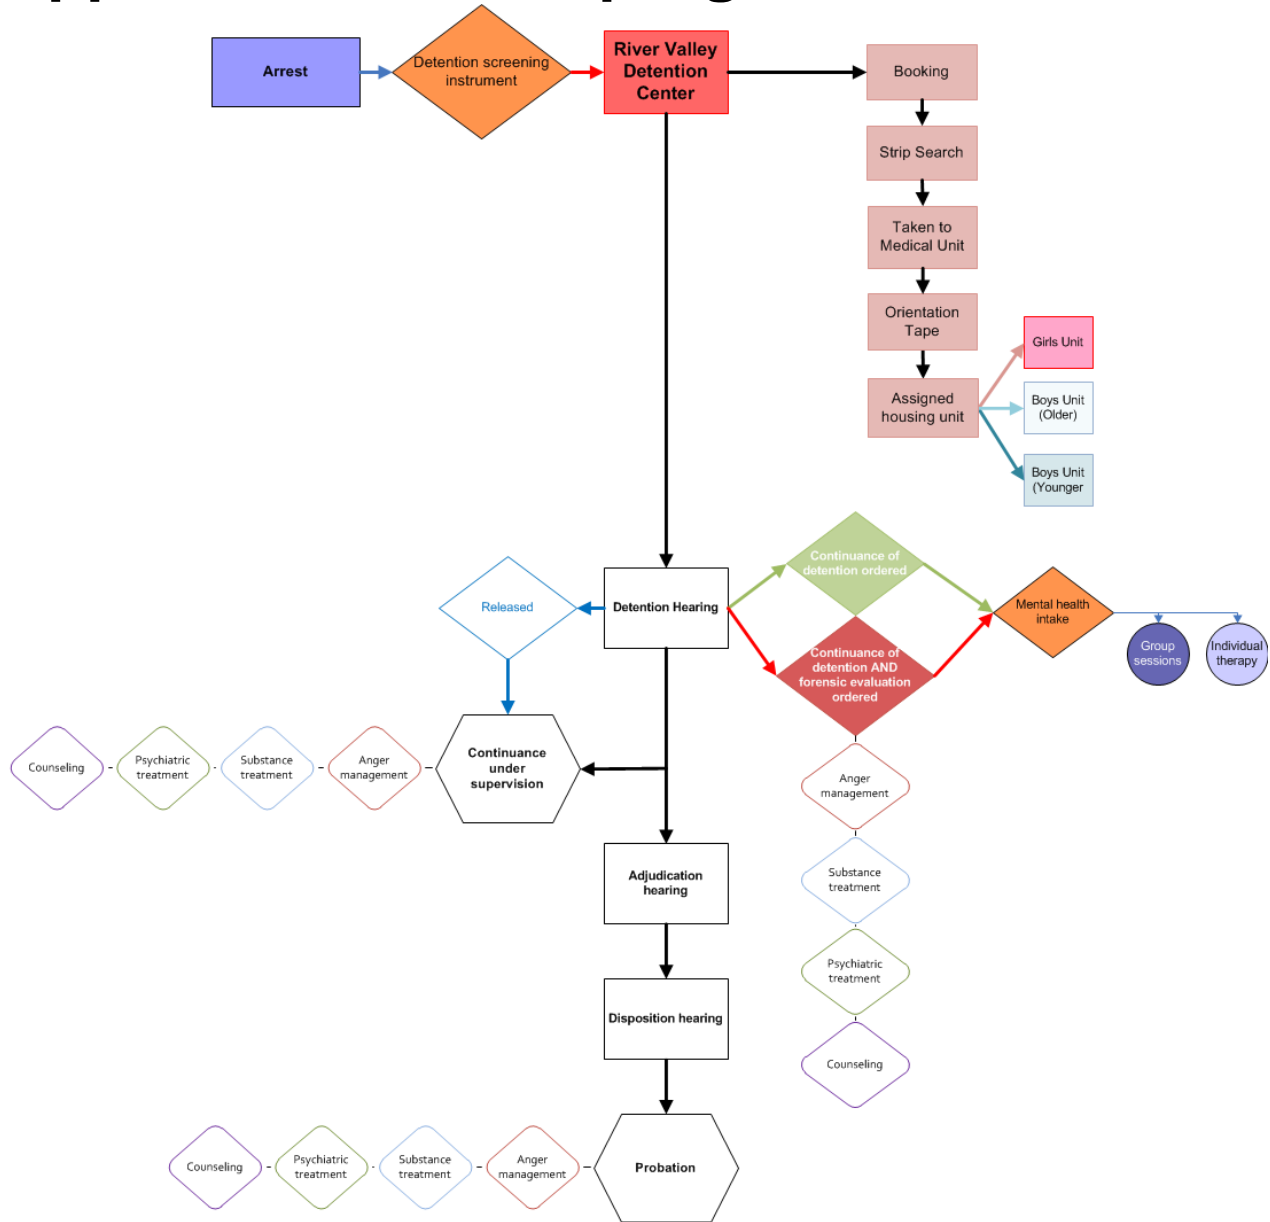 Arrest
Detention screening
instrument
River Valley
Detention
Center
Booking
Strip Search
Taken to
Medical Unit
Orientation
Tape
Assigned
housing unit
Girls Unit
Boys Unit
(Older)
Boys Unit
(Younger
Released
Detention Hearing
Continuance of
detention ordered
Continuance of
detention AND
forensic evaluation
ordered
Mental health
intake
Group
sessions
Individual
therapy
Counseling
Psychiatric
treatment
Substance
treatment
Anger
management
Continuance
under
supervision
Anger
management
Substance
treatment
Psychiatric
treatment
Counseling
Adjudication
hearing
Disposition hearing
Counseling
Psychiatric
treatment
Substance
treatment
Anger
management
Probation